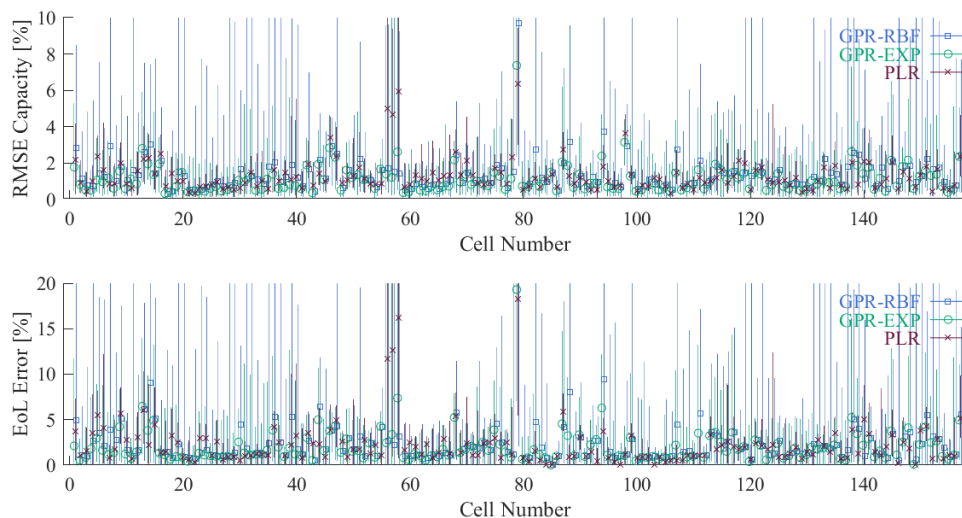 RMSE Capacity [%]
10
8
6
4
2
0
GPR-RBF
GPR-EXP
PLR
0 20 40 60 80 100 120 140
Cell Number
EoL Error [%]
20
15
10
5
0
GPR-RBF
GPR-EXP
PLR
0 20 40 60 80 100 120 140
Cell Number